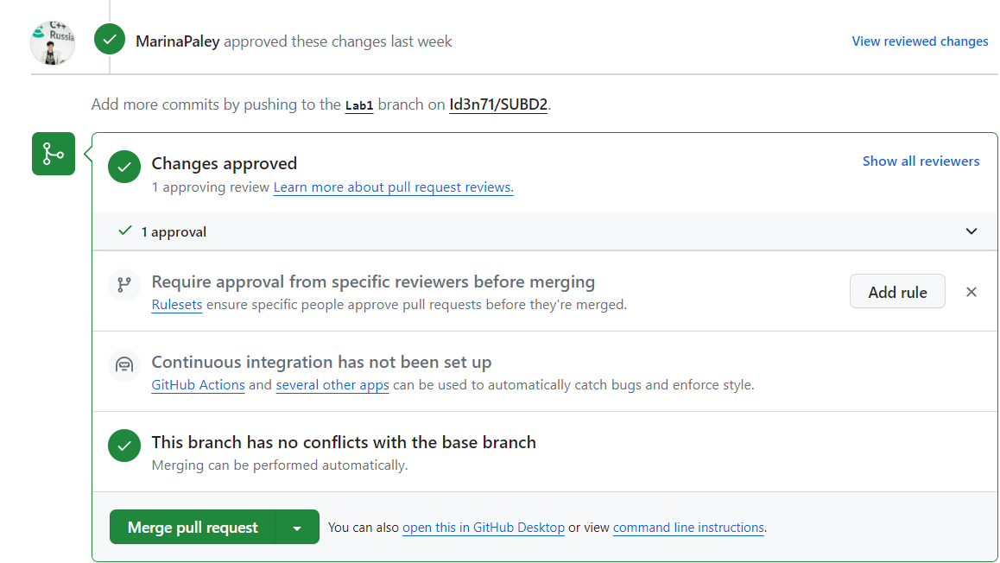 C++
Russia
MarinaPaley approved these changes last week
View reviewed changes
Add more commits by pushing to the Lab1 branch on Id3n71/SUBD2.
Changes approved
Show all reviewers
1 approving review Learn more about pull request reviews.
1 approval
Require approval from specific reviewers before merging
Rulesets ensure specific people approve pull requests before they're merged.
Add rule
Continuous integration has not been set up
GitHub Actions and several other apps can be used to automatically catch bugs and enforce style.
This branch has no conflicts with the base branch
Merging can be performed automatically.
Merge pull request
You can also open this in GitHub Desktop or view command line instructions.